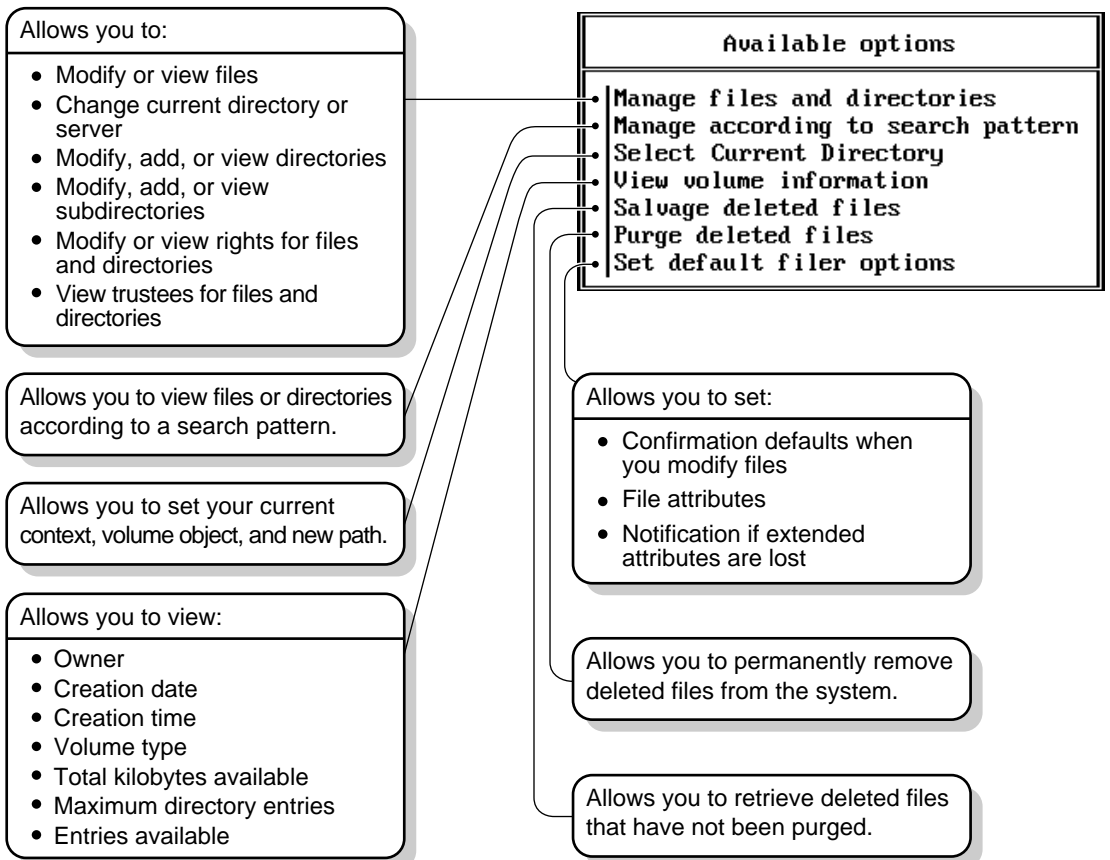 Allows you to:
• Modify or view files
• Change current directory or
server
• Modify, add, or view directories
• Modify, add, or view
subdirectories
• Modify or view rights for files
and directories
• View trustees for files and
directories
Allows you to view files or directories
according to a search pattern.
Allows you to set your current
context, volume object, and new path.
Allows you to view:
• Owner
• Creation date
• Creation time
• Volume type
• Total kilobytes available
• Maximum directory entries
• Entries available
Available options
Manage files and directories
Manage according to search pattern
Select Current Directory
View volume information
Salvage deleted files
Purge deleted files
Set default filer options
Allows you to set:
• Confirmation defaults when
you modify files
• File attributes
• Notification if extended
attributes are lost
Allows you to permanently remove
deleted files from the system.
Allows you to retrieve deleted files
that have not been purged.